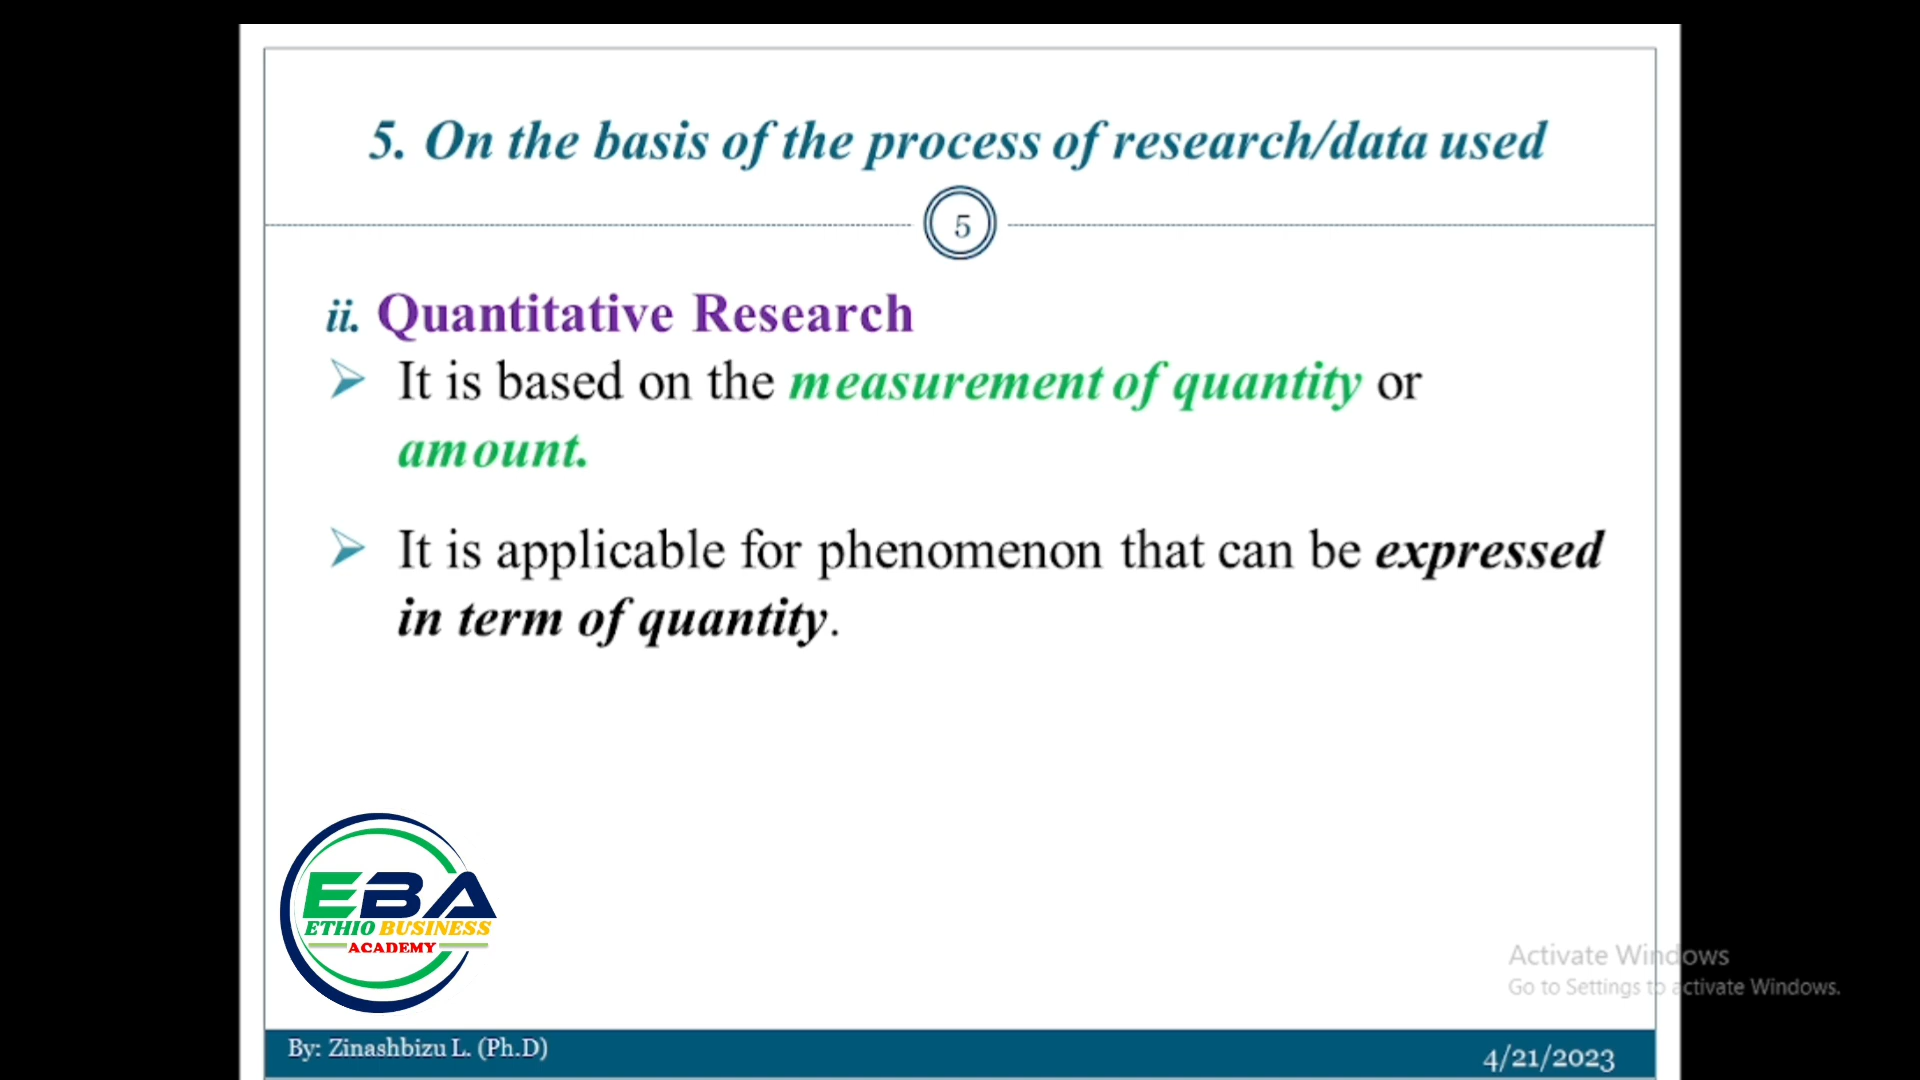 5. On the basis of the process of research/data used
5
ii. Quantitative Research
It is based on the measurement of quantity or
amount.
It is applicable for phenomenon that can be expressed
in term of quantity.
EBA
ETHIO BUSINESS
ACADEMY
Activate Windows
Go to Settings to activate Windows.
By: Zinashbizu L. (Ph.D)
4/21/2023